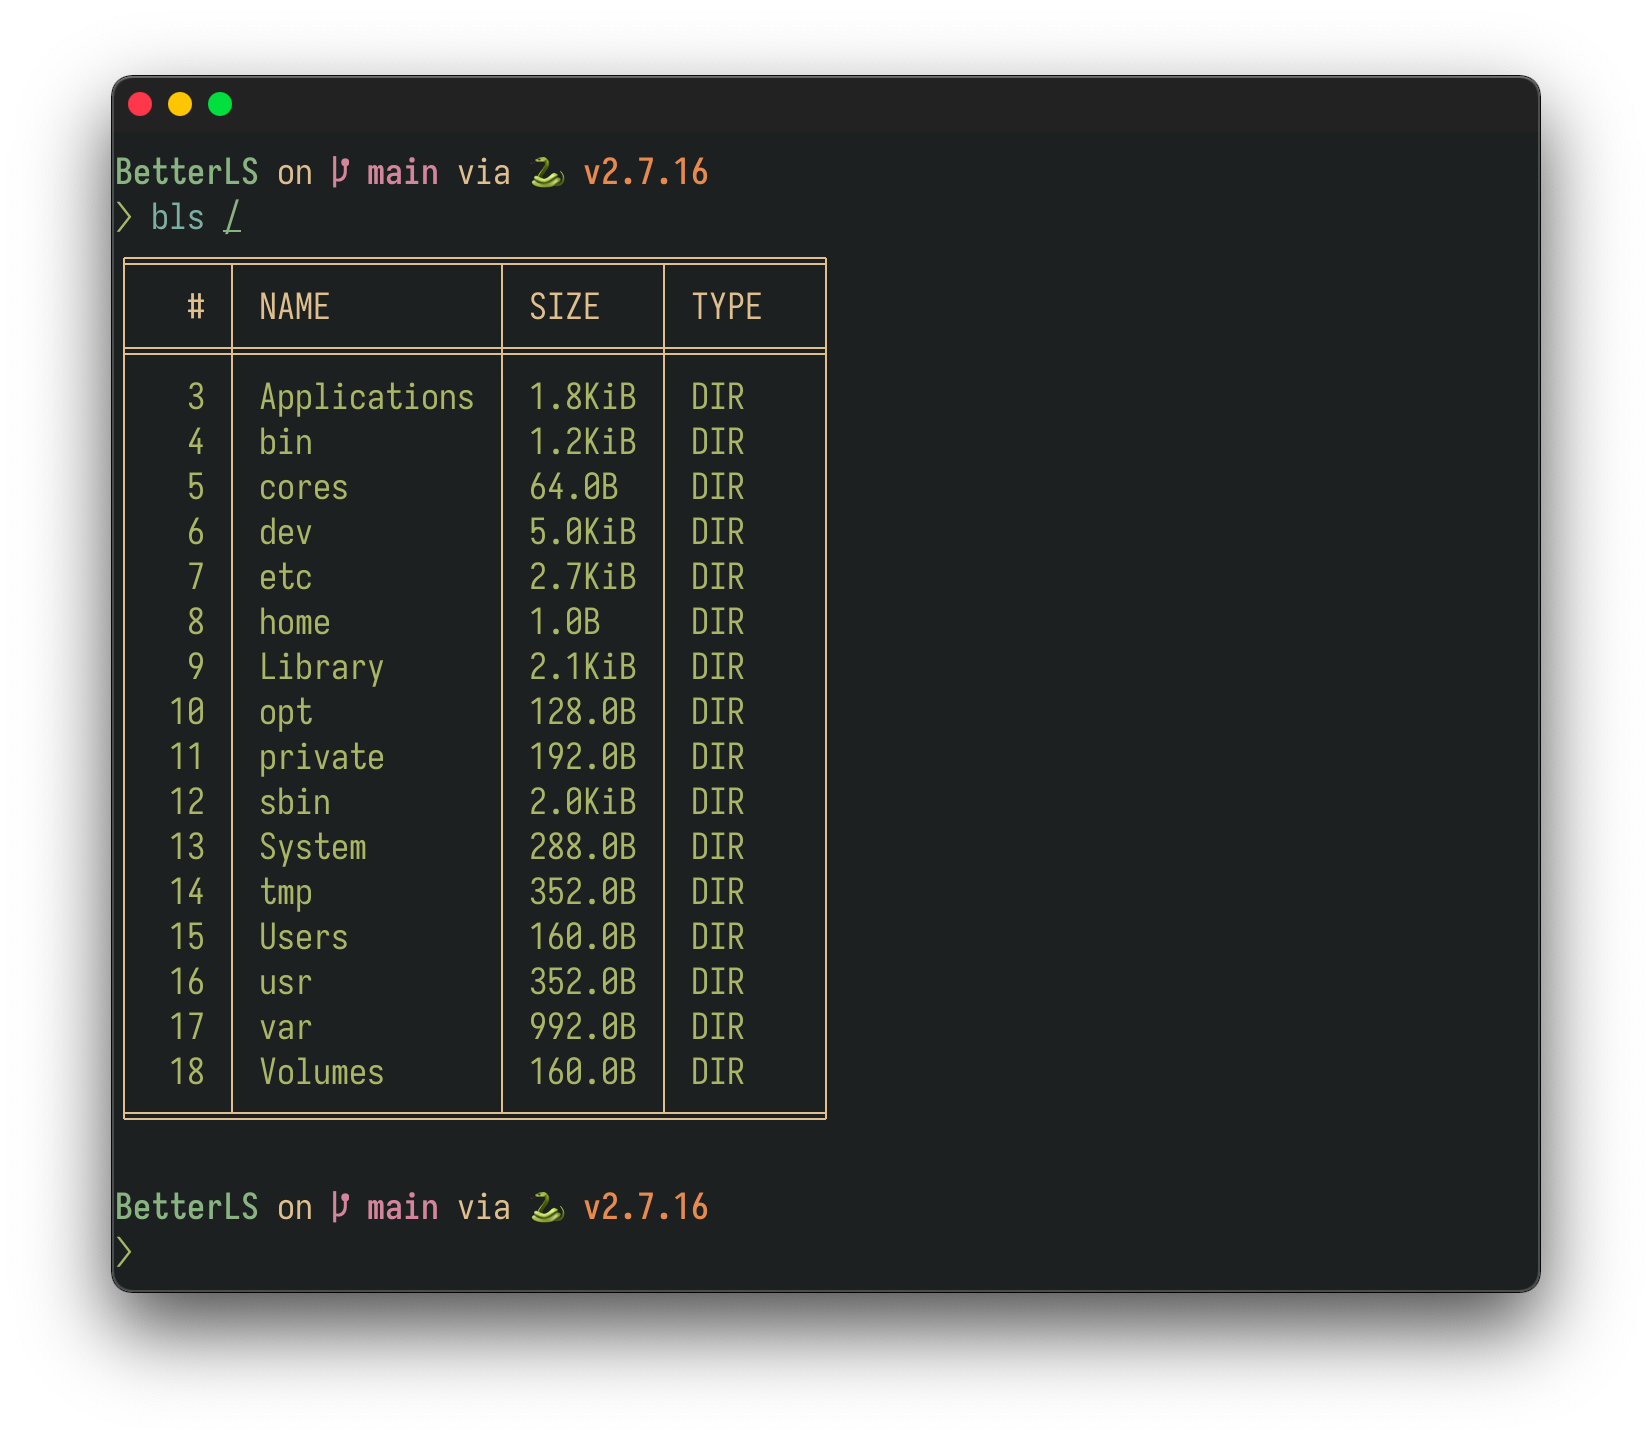 BetterLS on main via 🐍 v2.7.16
❯ bls /
# NAME SIZE TYPE
3 Applications 1.8KiB DIR
4 bin 1.2KiB DIR
5 cores 64.0B DIR
6 dev 5.0KiB DIR
7 etc 2.7KiB DIR
8 home 1.0B DIR
9 Library 2.1KiB DIR
10 opt 128.0B DIR
11 private 192.0B DIR
12 sbin 2.0KiB DIR
13 System 288.0B DIR
14 tmp 352.0B DIR
15 Users 160.0B DIR
16 usr 352.0B DIR
17 var 992.0B DIR
18 Volumes 160.0B DIR
BetterLS on main via 🐍 v2.7.16
❯